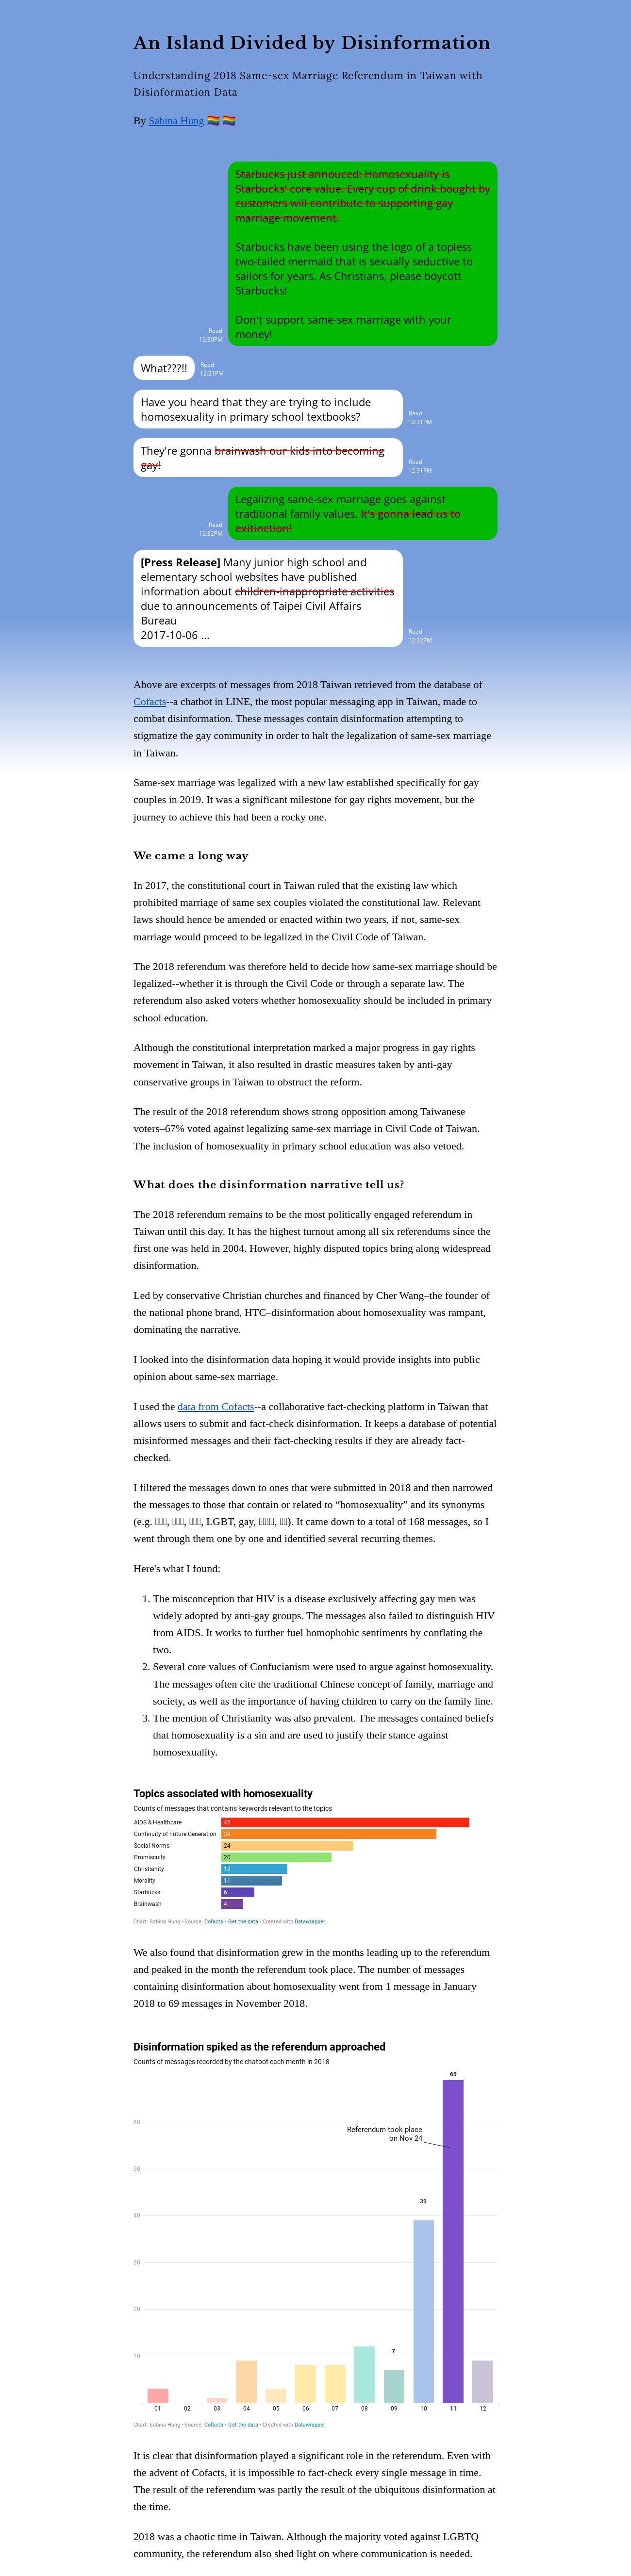 An Island Divided by Disinformation
Understanding 2018 Same-sex Marriage Referendum in Taiwan with
Disinformation Data
By Sabina Hung 🏳️‍🌈 🏳️‍🌈
Starbucks just annouced: Homosexuality is
Starbucks' core value. Every cup of drink bought by
customers will contribute to supporting gay
marriage movement.
Starbucks have been using the logo of a topless
two-tailed mermaid that is sexually seductive to
sailors for years. As Christians, please boycott
Starbucks!
Don't support same-sex marriage with your
money!
Read
12:30PM
What???!!
Read
12:31PM
Have you heard that they are trying to include
homosexuality in primary school textbooks?
Read
12:31PM
They're gonna brainwash our kids into becoming
gay!
Read
12:31PM
Legalizing same-sex marriage goes against
traditional family values. It's gonna lead us to
exitinction!
Read
12:32PM
[Press Release] Many junior high school and
elementary school websites have published
information about children-inappropriate activities
due to announcements of Taipei Civil Affairs
Bureau
2017-10-06 ...
Read
12:32PM
Above are excerpts of messages from 2018 Taiwan retrieved from the database of
Cofacts--a chatbot in LINE, the most popular messaging app in Taiwan, made to
combat disinformation. These messages contain disinformation attempting to
stigmatize the gay community in order to halt the legalization of same-sex marriage
in Taiwan.
Same-sex marriage was legalized with a new law established specifically for gay
couples in 2019. It was a significant milestone for gay rights movement, but the
journey to achieve this had been a rocky one.
We came a long way
In 2017, the constitutional court in Taiwan ruled that the existing law which
prohibited marriage of same sex couples violated the constitutional law. Relevant
laws should hence be amended or enacted within two years, if not, same-sex
marriage would proceed to be legalized in the Civil Code of Taiwan.
The 2018 referendum was therefore held to decide how same-sex marriage should be
legalized--whether it is through the Civil Code or through a separate law. The
referendum also asked voters whether homosexuality should be included in primary
school education.
Although the constitutional interpretation marked a major progress in gay rights
movement in Taiwan, it also resulted in drastic measures taken by anti-gay
conservative groups in Taiwan to obstruct the reform.
The result of the 2018 referendum shows strong opposition among Taiwanese
voters–67% voted against legalizing same-sex marriage in Civil Code of Taiwan.
The inclusion of homosexuality in primary school education was also vetoed.
What does the disinformation narrative tell us?
The 2018 referendum remains to be the most politically engaged referendum in
Taiwan until this day. It has the highest turnout among all six referendums since the
first one was held in 2004. However, highly disputed topics bring along widespread
disinformation.
Led by conservative Christian churches and financed by Cher Wang–the founder of
the national phone brand, HTC–disinformation about homosexuality was rampant,
dominating the narrative.
I looked into the disinformation data hoping it would provide insights into public
opinion about same-sex marriage.
I used the data from Cofacts--a collaborative fact-checking platform in Taiwan that
allows users to submit and fact-check disinformation. It keeps a database of potential
misinformed messages and their fact-checking results if they are already fact-
checked.
I filtered the messages down to ones that were submitted in 2018 and then narrowed
the messages to those that contain or related to “homosexuality” and its synonyms
(e.g. , , , LGBT, gay, , ). It came down to a total of 168 messages, so I
went through them one by one and identified several recurring themes.
Here's what I found:
1. The misconception that HIV is a disease exclusively affecting gay men was
widely adopted by anti-gay groups. The messages also failed to distinguish HIV
from AIDS. It works to further fuel homophobic sentiments by conflating the
two.
2. Several core values of Confucianism were used to argue against homosexuality.
The messages often cite the traditional Chinese concept of family, marriage and
society, as well as the importance of having children to carry on the family line.
3. The mention of Christianity was also prevalent. The messages contained beliefs
that homosexuality is a sin and are used to justify their stance against
homosexuality.
Topics associated with homosexuality
Counts of messages that contains keywords relevant to the topics
AIDS & Healthcare 45
Continuity of Future Generation 39
Social Norms 24
Promiscuity 20
Christianity 12
Morality 11
Starbucks 6
Brainwash 4
Chart: Sabina Hung • Source: Cofacts • Get the data • Created with Datawrapper
We also found that disinformation grew in the months leading up to the referendum
and peaked in the month the referendum took place. The number of messages
containing disinformation about homosexuality went from 1 message in January
2018 to 69 messages in November 2018.
Disinformation spiked as the referendum approached
Counts of messages recorded by the chatbot each month in 2018
69
60
Referendum took place
on Nov 24
50
39
40
30
20
7
10
01 02 03 04 05 06 07 08 09 10 11 12
Chart: Sabina Hung • Source: Cofacts • Get the data • Created with Datawrapper
It is clear that disinformation played a significant role in the referendum. Even with
the advent of Cofacts, it is impossible to fact-check every single message in time.
The result of the referendum was partly the result of the ubiquitous disinformation at
the time.
2018 was a chaotic time in Taiwan. Although the majority voted against LGBTQ
community, the referendum also shed light on where communication is needed.